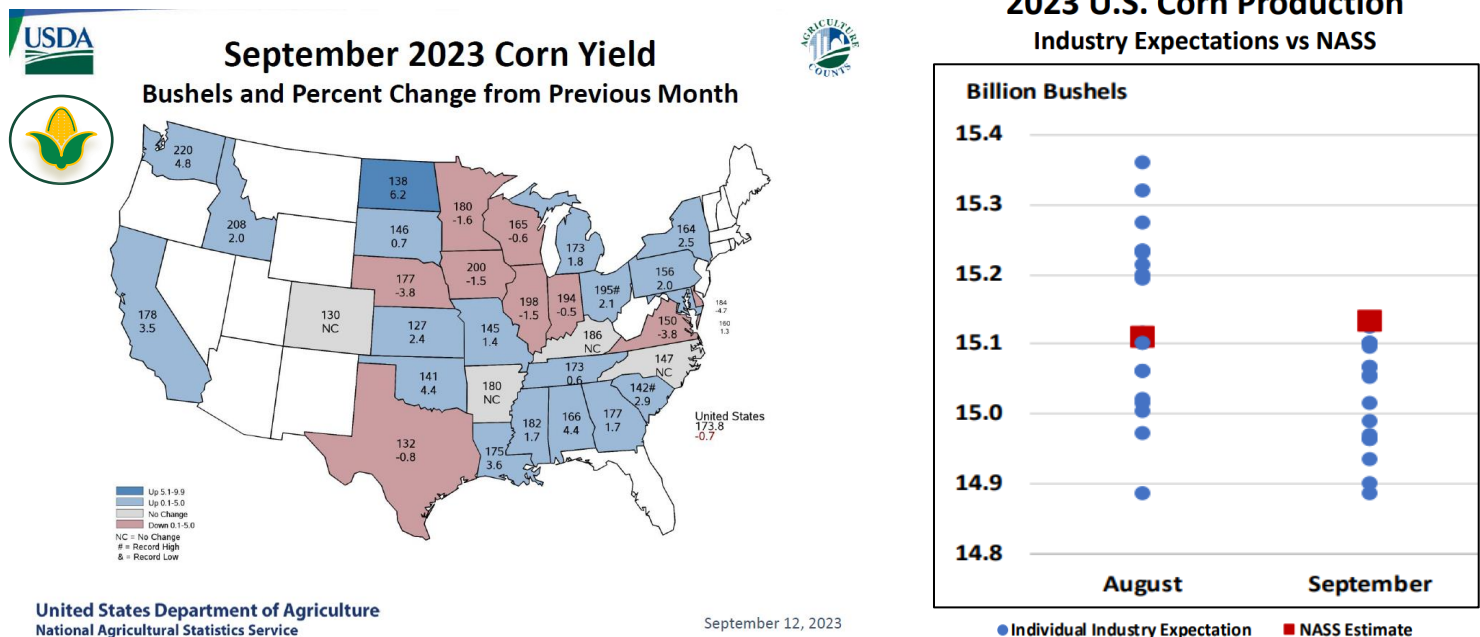 USDA
September 2023 Corn Yield
Bushels and Percent Change from Previous Month
AGRICULTURE
COUNTS
220
4.8
208
2.0
178
3.5
138
6.2
146
0.7
177
-3.8
130
NC
127
2.4
141
4.4
132
-0.8
180
-1.6
200
-1.5
145
1.4
180
NC
175
3.6
165
-0.6
198
-1.5
194
-0.5
173
1.8
195#
2.1
186
NC
173
0.6
182
1.7
166
4.4
177
1.7
142#
2.9
147
NC
150
-3.8
156
2.0
164
2.5
184
-4.7
160
1.3
United States
173.8
-0.7
Up 5.1-9.9
Up 0.1-5.0
No Change
Down 0.1-5.0
NC = No Change
# = Record High
& = Record Low
United States Department of Agriculture
National Agricultural Statistics Service
September 12, 2023
2023 U.S. Corn Production
Industry Expectations vs NASS
Billion Bushels
15.4
15.3
15.2
15.1
15.0
14.9
14.8
August September
Individual Industry Expectation NASS Estimate